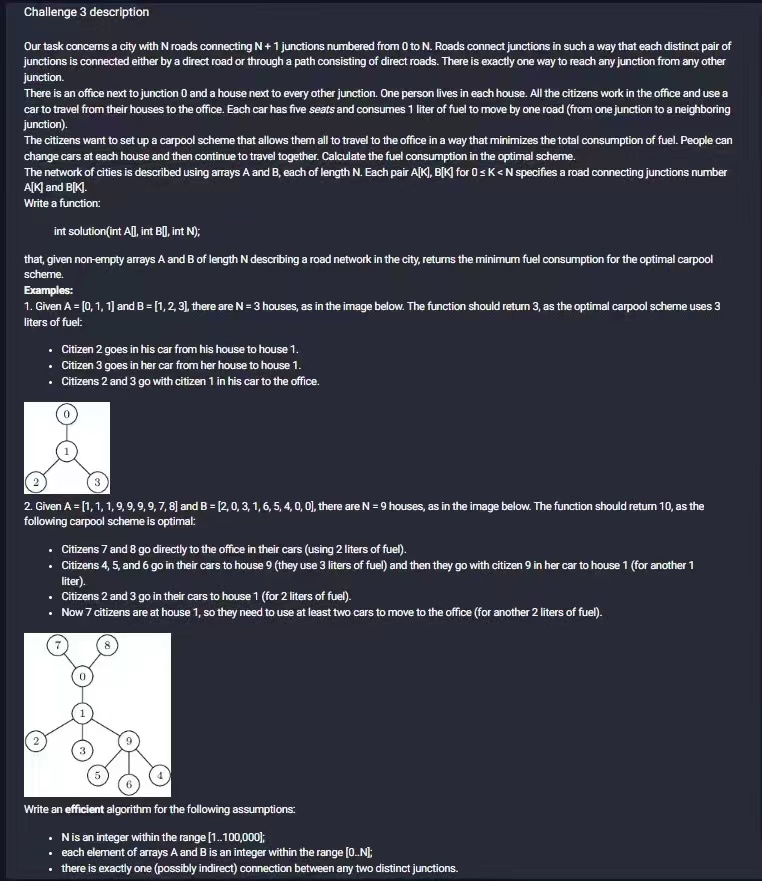 Challenge 3 description
Our task concerns a city with N roads connecting N + 1 junctions numbered from 0 to N. Roads connect junctions in such a way that each distinct pair of
junctions is connected either by a direct road or through a path consisting of direct roads. There is exactly one way to reach any junction from any other
junction.
There is an office next to junction 0 and a house next to every other junction. One person lives in each house. All the citizens work in the office and use a
car to travel from their houses to the office. Each car has five seats and consumes 1 liter of fuel to move by one road (from one junction to a neighboring
junction).
The citizens want to set up a carpool scheme that allows them all to travel to the office in a way that minimizes the total consumption of fuel. People can
change cars at each house and then continue to travel together. Calculate the fuel consumption in the optimal scheme.
The network of cities is described using arrays A and B, each of length N. Each pair A[K], B[K] for 0 ≤ K < N specifies a road connecting junctions number
A[K] and B[K].
Write a function:
int solution(int A[], int B[], int N);
that, given non-empty arrays A and B of length N describing a road network in the city, returns the minimum fuel consumption for the optimal carpool
scheme.
Examples:
1. Given A = [0, 1, 1] and B = [1, 2, 3], there are N = 3 houses, as in the image below. The function should return 3, as the optimal carpool scheme uses 3
liters of fuel:
• Citizen 2 goes in his car from his house to house 1.
• Citizen 3 goes in her car from her house to house 1.
• Citizens 2 and 3 go with citizen 1 in his car to the office.
0
1
2 3
2. Given A = [1, 1, 1, 9, 9, 9, 9, 7, 8] and B = [2, 0, 3, 1, 6, 5, 4, 0, 0], there are N = 9 houses, as in the image below. The function should return 10, as the
following carpool scheme is optimal:
• Citizens 7 and 8 go directly to the office in their cars (using 2 liters of fuel).
• Citizens 4, 5, and 6 go in their cars to house 9 (they use 3 liters of fuel) and then they go with citizen 9 in her car to house 1 (for another 1
liter).
• Citizens 2 and 3 go in their cars to house 1 (for 2 liters of fuel).
• Now 7 citizens are at house 1, so they need to use at least two cars to move to the office (for another 2 liters of fuel).
7 8
0
1
2 3 9
5 6 4
Write an efficient algorithm for the following assumptions:
• N is an integer within the range [1..100,000];
• each element of arrays A and B is an integer within the range [0..N];
• there is exactly one (possibly indirect) connection between any two distinct junctions.